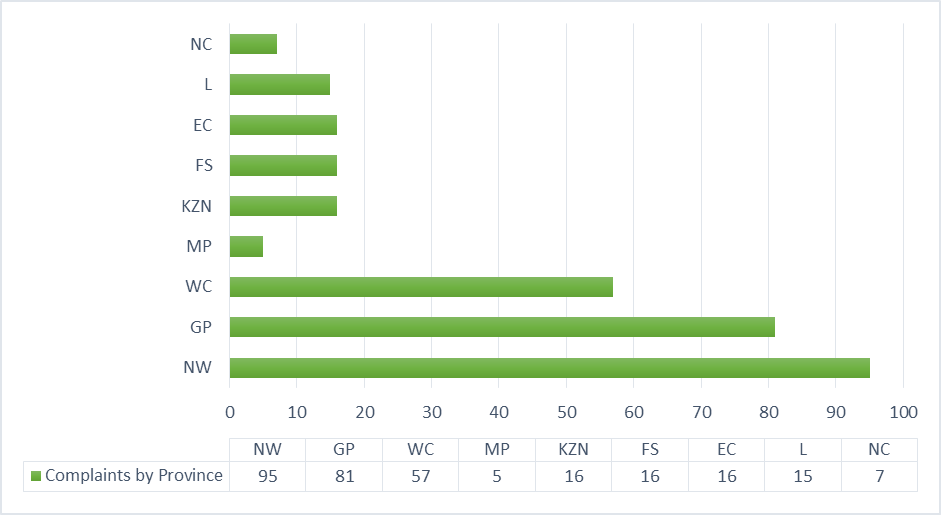 NC
L
EC
FS
KZN
MP
WC
GP
NW
0 10 20 30 40 50 60 70 80 90 100
NW GP WC MP KZN FS EC L NC
Complaints by Province 95 81 57 5 16 16 16 15 7